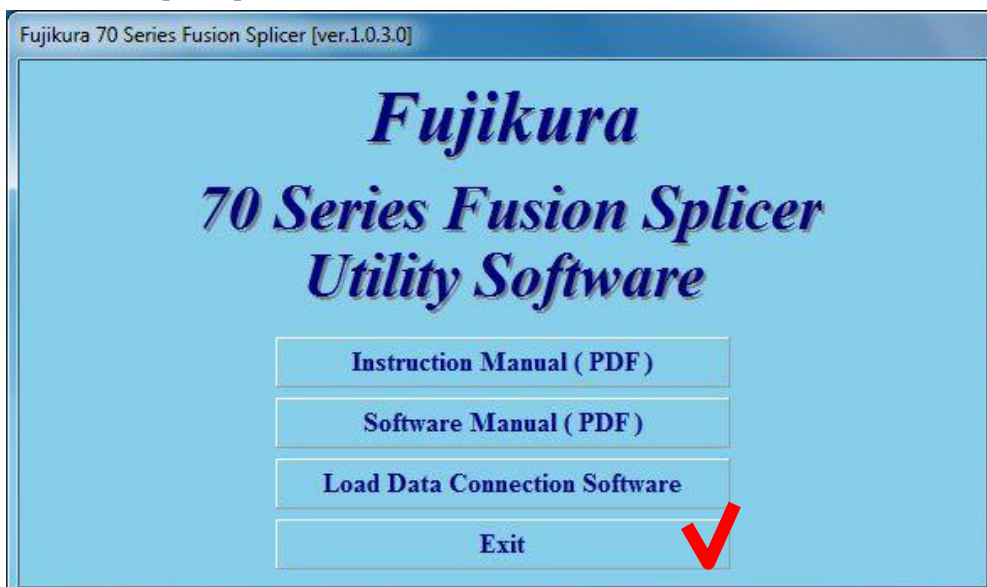 Fujikura 70 Series Fusion Splicer [ver.1.0.3.0]
Fujikura
70 Series Fusion Splicer
Utility Software
Instruction Manual ( PDF )
Software Manual ( PDF )
Load Data Connection Software
Exit